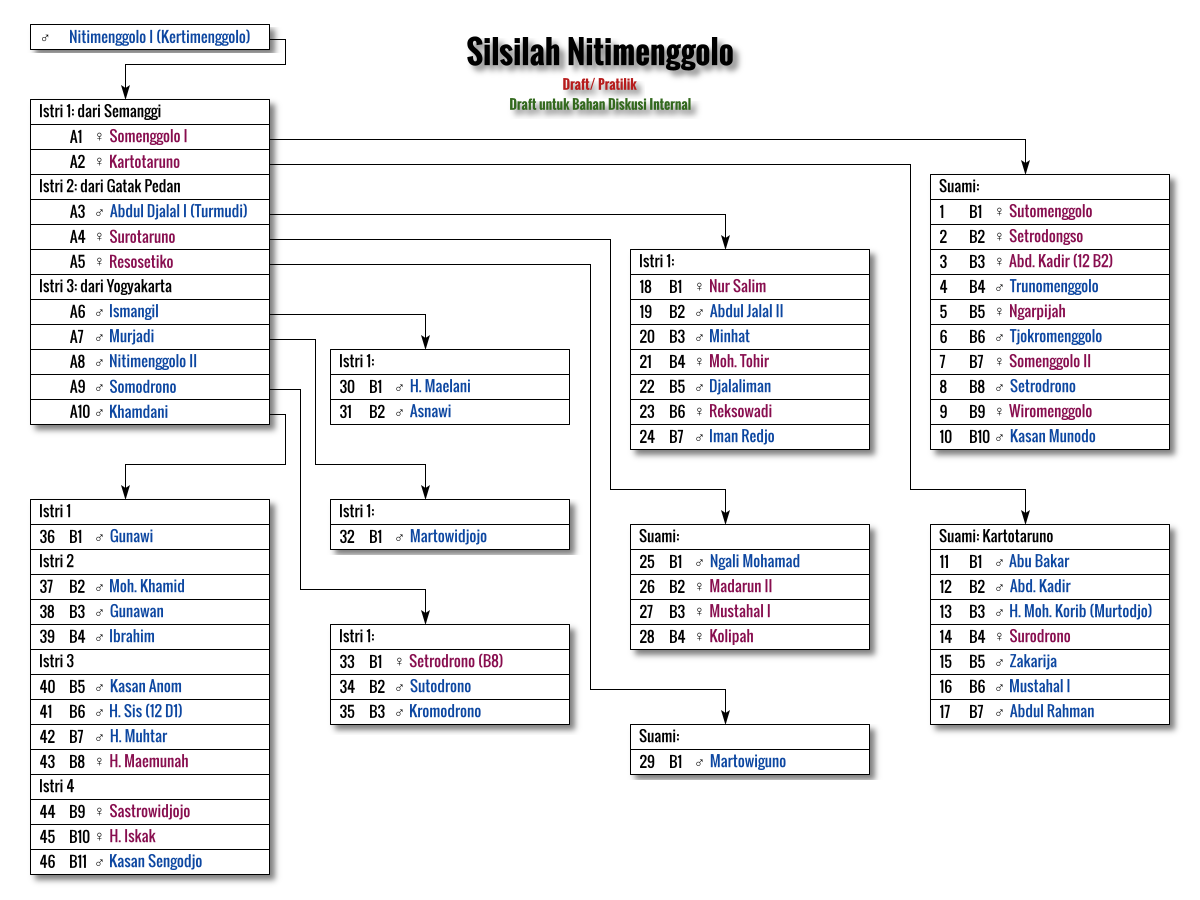 ♂ Nitimenggolo I (Kertimenggolo)
Silsilah Nitimenggolo
Draft/ Pratilik
Draft untuk Bahan Diskusi Internal
Istri 1: dari Semanggi
A1 ♀ Somenggolo I
A2 ♀ Kartotaruno
Istri 2: dari Gatak Pedan
A3 ♂ Abdul Djalal I (Turmudi)
A4 ♀ Surotaruno
A5 ♀ Resosetiko
Istri 3: dari Yogyakarta
A6 ♂ Ismangil
A7 ♂ Murjadi
A8 ♂ Nitimenggolo II
A9 ♂ Somodrono
A10 ♂ Khamdani
Istri 1
36 B1 ♂ Gunawi
Istri 2
37 B2 ♂ Moh. Khamid
38 B3 ♂ Gunawan
39 B4 ♂ Ibrahim
Istri 3
40 B5 ♂ Kasan Anom
41 B6 ♂ H. Sis (12 D1)
42 B7 ♂ H. Muhtar
43 B8 ♀ H. Maemunah
Istri 4
44 B9 ♀ Sastrowidjojo
45 B10 ♀ H. Iskak
46 B11 ♂ Kasan Sengodjo
Istri 1:
30 B1 ♂ H. Maelani
31 B2 ♂ Asnawi
Istri 1:
32 B1 ♂ Martowidjojo
Istri 1:
33 B1 ♀ Setrodrono (B8)
34 B2 ♂ Sutodrono
35 B3 ♂ Kromodrono
Istri 1:
18 B1 ♀ Nur Salim
19 B2 ♂ Abdul Jalal II
20 B3 ♂ Minhat
21 B4 ♀ Moh. Tohir
22 B5 ♂ Djalaliman
23 B6 ♀ Reksowadi
24 B7 ♂ Iman Redjo
Suami:
25 B1 ♂ Ngali Mohamad
26 B2 ♀ Madarun II
27 B3 ♀ Mustahal I
28 B4 ♀ Kolipah
Suami:
29 B1 ♂ Martowiguno
Suami:
1 B1 ♀ Sutomenggolo
2 B2 ♀ Setrodongso
3 B3 ♀ Abd. Kadir (12 B2)
4 B4 ♂ Trunomenggolo
5 B5 ♀ Ngarpijah
6 B6 ♂ Tjokromenggolo
7 B7 ♀ Somenggolo II
8 B8 ♂ Setrodrono
9 B9 ♀ Wiromenggolo
10 B10 ♂ Kasan Munodo
Suami: Kartotaruno
11 B1 ♂ Abu Bakar
12 B2 ♂ Abd. Kadir
13 B3 ♂ H. Moh. Korib (Murtodjo)
14 B4 ♀ Surodrono
15 B5 ♂ Zakarija
16 B6 ♂ Mustahal I
17 B7 ♂ Abdul Rahman